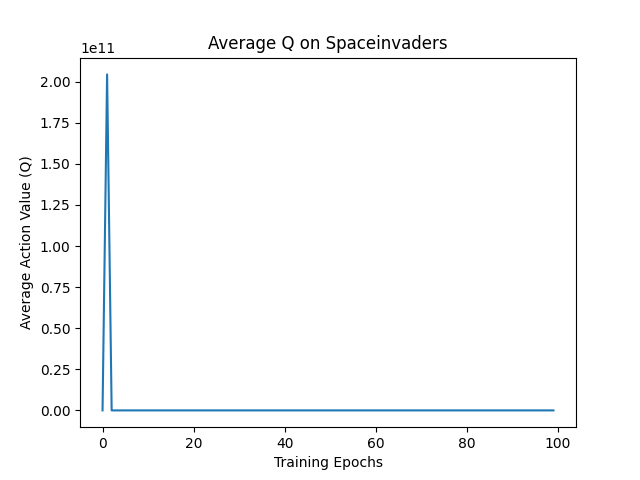 Average Q on Spaceinvaders
1e11
2.00
1.75
1.50
1.25
1.00
0.75
0.50
0.25
0.00
Average Action Value (Q)
0 20 40 60 80 100
Training Epochs